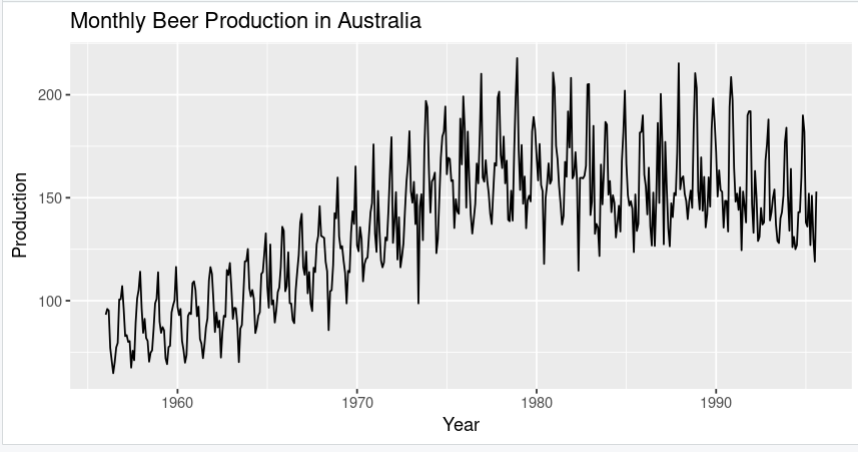 Monthly Beer Production in Australia
200
150
100
Production
1960 1970 1980 1990
Year